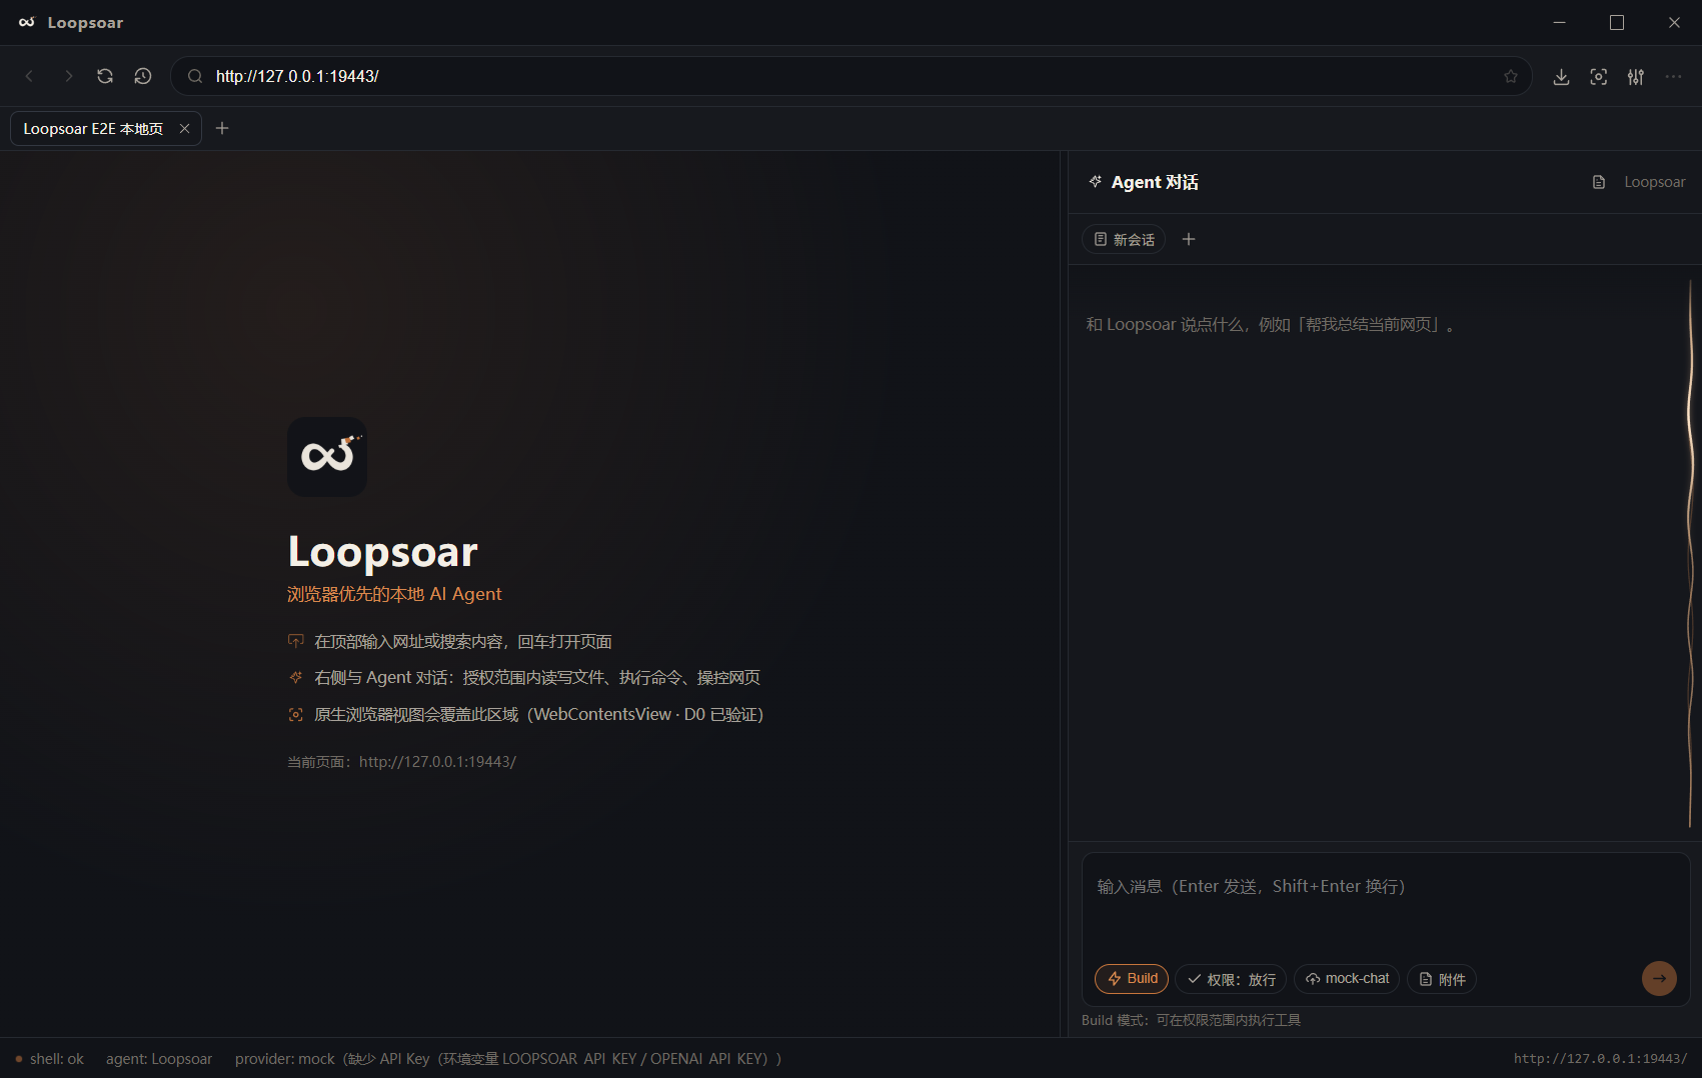 Loopsoar
http://127.0.0.1:19443/
Loopsoar E2E 本地页
Loopsoar
浏览器优先的本地 AI Agent
在顶部输入网址或搜索内容，回车打开页面
右侧与 Agent 对话：授权范围内读写文件、执行命令、操控网页
原生浏览器视图会覆盖此区域（WebContentsView · D0 已验证）
当前页面：http://127.0.0.1:19443/
Agent 对话
Loopsoar
新会话
和 Loopsoar 说点什么，例如「帮我总结当前网页」。
输入消息（Enter 发送，Shift+Enter 换行）
Build
权限：放行
mock-chat
附件
Build 模式：可在权限范围内执行工具
shell: ok
agent: Loopsoar
provider: mock（缺少 API Key（环境变量 LOOPSOAR_API_KEY / OPENAI_API_KEY））
http://127.0.0.1:19443/